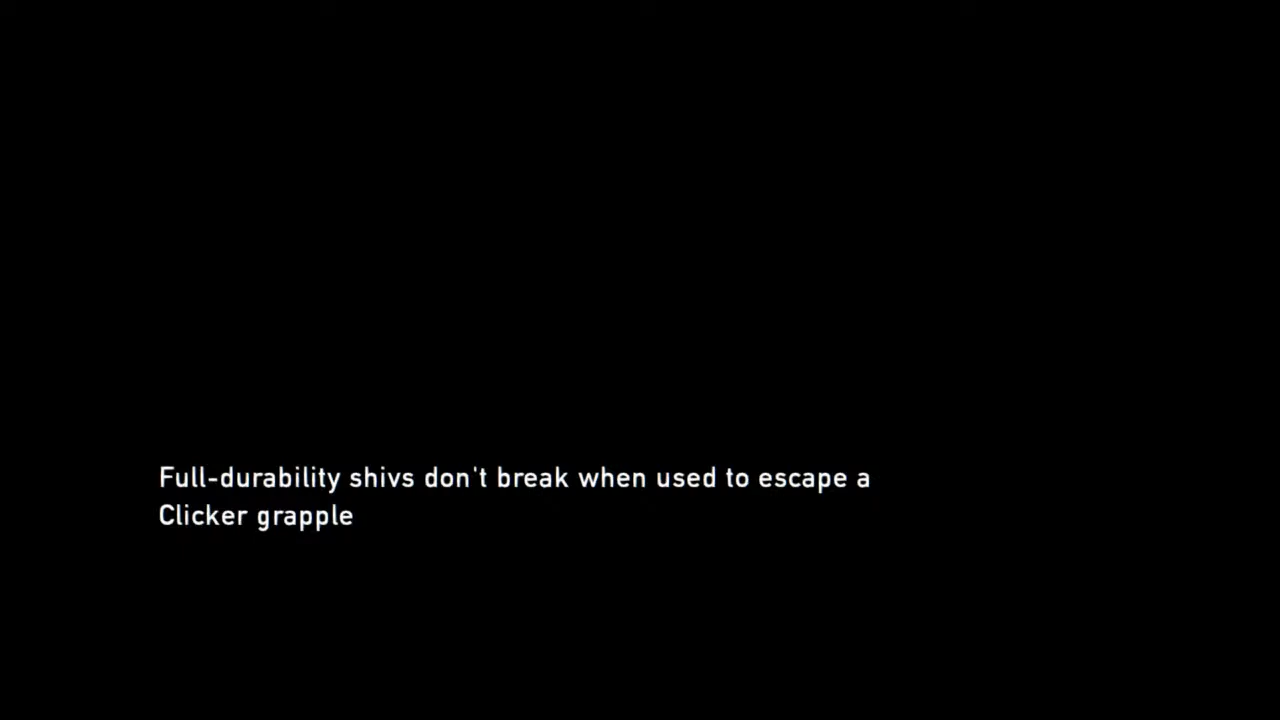 Full-durability shivs don't break when used to escape a
Clicker grapple